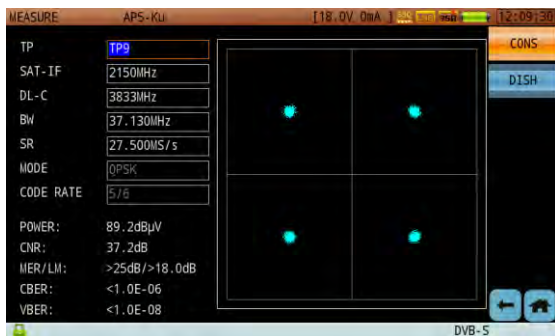 MEASURE APS-Ku [18.0V 0mA ] 12:09:30
TP TP9 CONS
SAT-IF 2150MHz DISH
DL-C 3833MHz
BW 37.130MHz
SR 27.500MS/s
MODE QPSK
CODE RATE 5/6
POWER: 89.2dBμV
CNR: 37.2dB
MER/LM: >25dB/>18.0dB
CBER: <1.0E-06
VBER: <1.0E-08
DVB-S